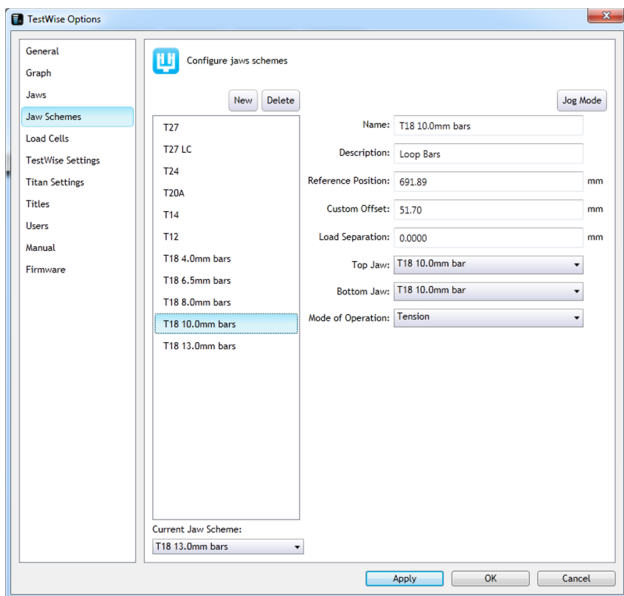 TestWise Options
General
Graph
Jaws
Jaw Schemes
Load Cells
TestWise Settings
Titan Settings
Titles
Users
Manual
Firmware
Configure jaws schemes
New Delete
Jog Mode
T27
T27 LC
T24
T20A
T14
T12
T18 4.0mm bars
T18 6.5mm bars
T18 8.0mm bars
T18 10.0mm bars
T18 13.0mm bars
Name: T18 10.0mm bars
Description: Loop Bars
Reference Position: 691.89 mm
Custom Offset: 51.70 mm
Load Separation: 0.0000 mm
Top Jaw: T18 10.0mm bar
Bottom Jaw: T18 10.0mm bar
Mode of Operation: Tension
Current Jaw Scheme:
T18 13.0mm bars
Apply OK Cancel